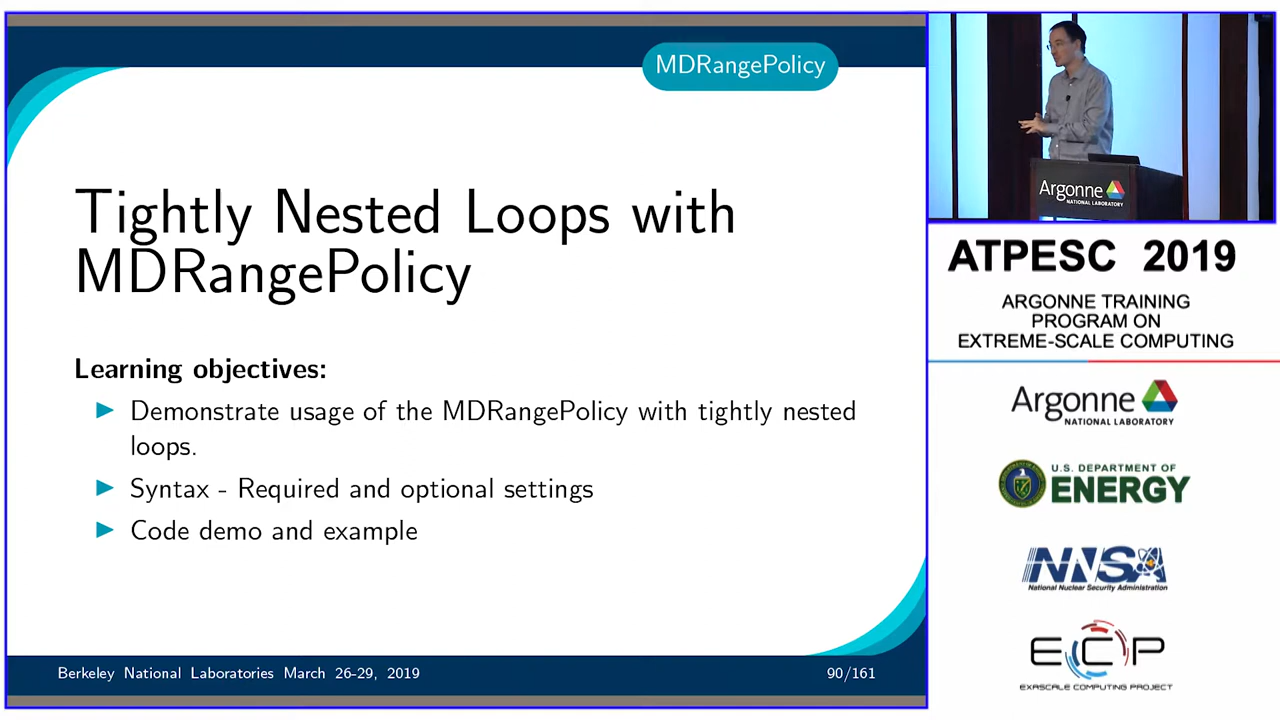 MDRangePolicy
Tightly Nested Loops with
MDRangePolicy
Learning objectives:
Demonstrate usage of the MDRangePolicy with tightly nested
loops.
Syntax - Required and optional settings
Code demo and example
Berkeley National Laboratories March 26-29, 2019
90/161
Argonne
NATIONAL LABORATORY
ATPESC 2019
ARGONNE TRAINING
PROGRAM ON
EXTREME-SCALE COMPUTING
Argonne
NATIONAL LABORATORY
U.S. DEPARTMENT OF
ENERGY
NNSA
National Nuclear Security Administration
ECP
EXASCALE COMPUTING PROJECT